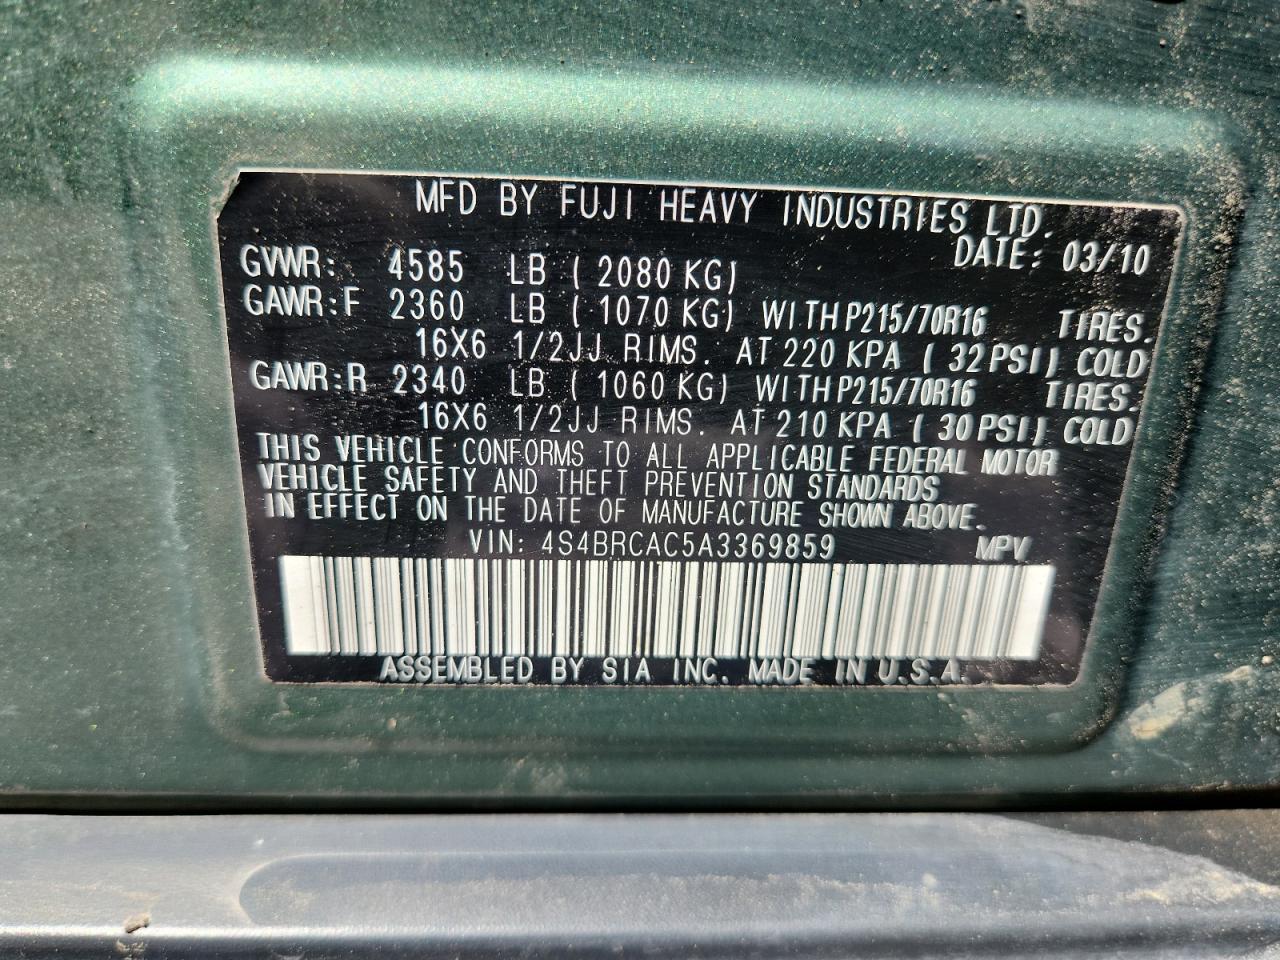 MFD BY FUJI HEAVY INDUSTRIES LTD.
DATE: 03/10
GVWR: 4585 LB ( 2080 KG)
GAWR:F 2360 LB ( 1070 KG) WITH P215/70R16 TIRES.
16X6 1/2JJ RIMS. AT 220 KPA ( 32 PSI) COLD
GAWR:R 2340 LB ( 1060 KG) WITH P215/70R16 TIRES.
16X6 1/2JJ RIMS. AT 210 KPA ( 30 PSI) COLD
THIS VEHICLE CONFORMS TO ALL APPLICABLE FEDERAL MOTOR
VEHICLE SAFETY AND THEFT PREVENTION STANDARDS
IN EFFECT ON THE DATE OF MANUFACTURE SHOWN ABOVE.
VIN: 4S4BRCAC5A3369859 MPV
ASSEMBLED BY SIA INC. MADE IN U.S.A.